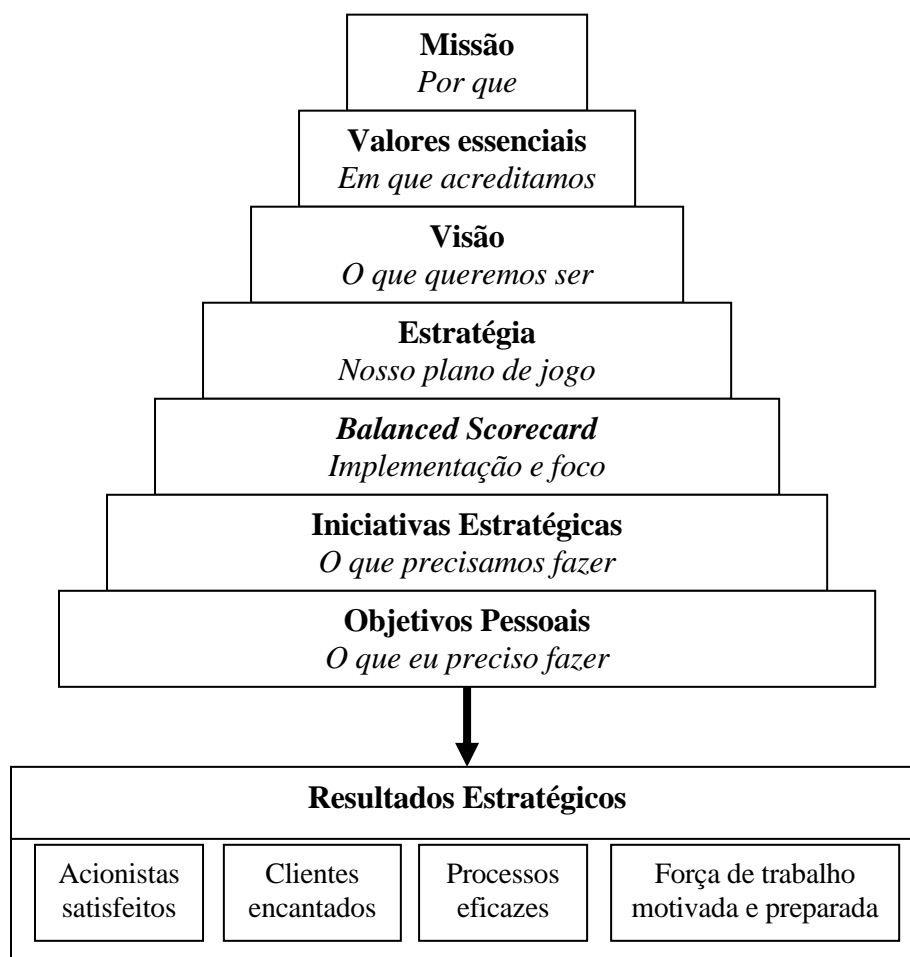 Missão
Por que
Valores essenciais
Em que acreditamos
Visão
O que queremos ser
Estratégia
Nosso plano de jogo
Balanced Scorecard
Implementação e foco
Iniciativas Estratégicas
O que precisamos fazer
Objetivos Pessoais
O que eu preciso fazer
Resultados Estratégicos
Acionistas
satisfeitos
Clientes
encantados
Processos
eficazes
Força de trabalho
motivada e preparada